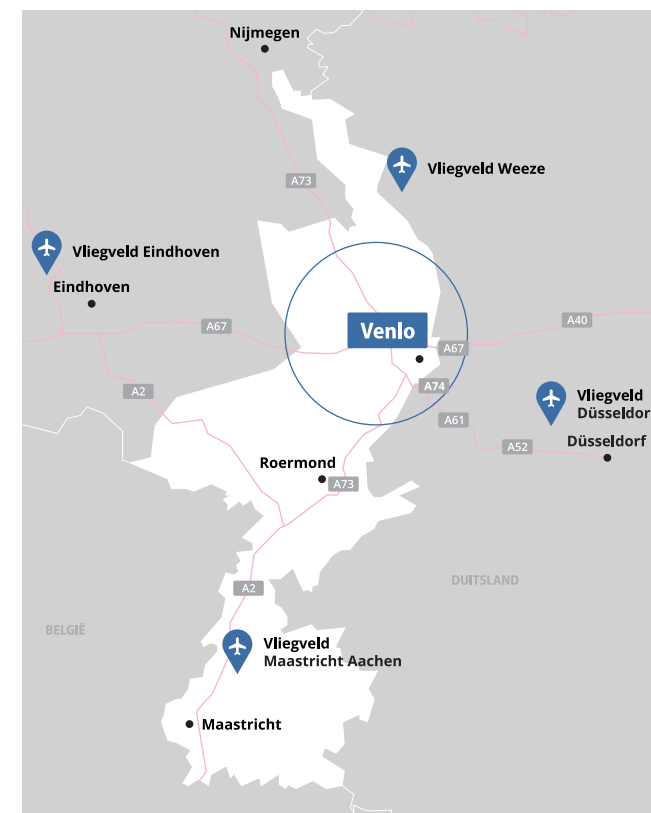 Nijmegen
Vliegveld Weeze
A73
Vliegveld Eindhoven
Eindhoven
A67
Venlo
A40
A67
A2
A74
Vliegveld
Düsseldor
A61
Düsseldorf
A52
Roermond
A73
A2
DUITSLAND
BELGIË
Vliegveld
Maastricht Aachen
Maastricht